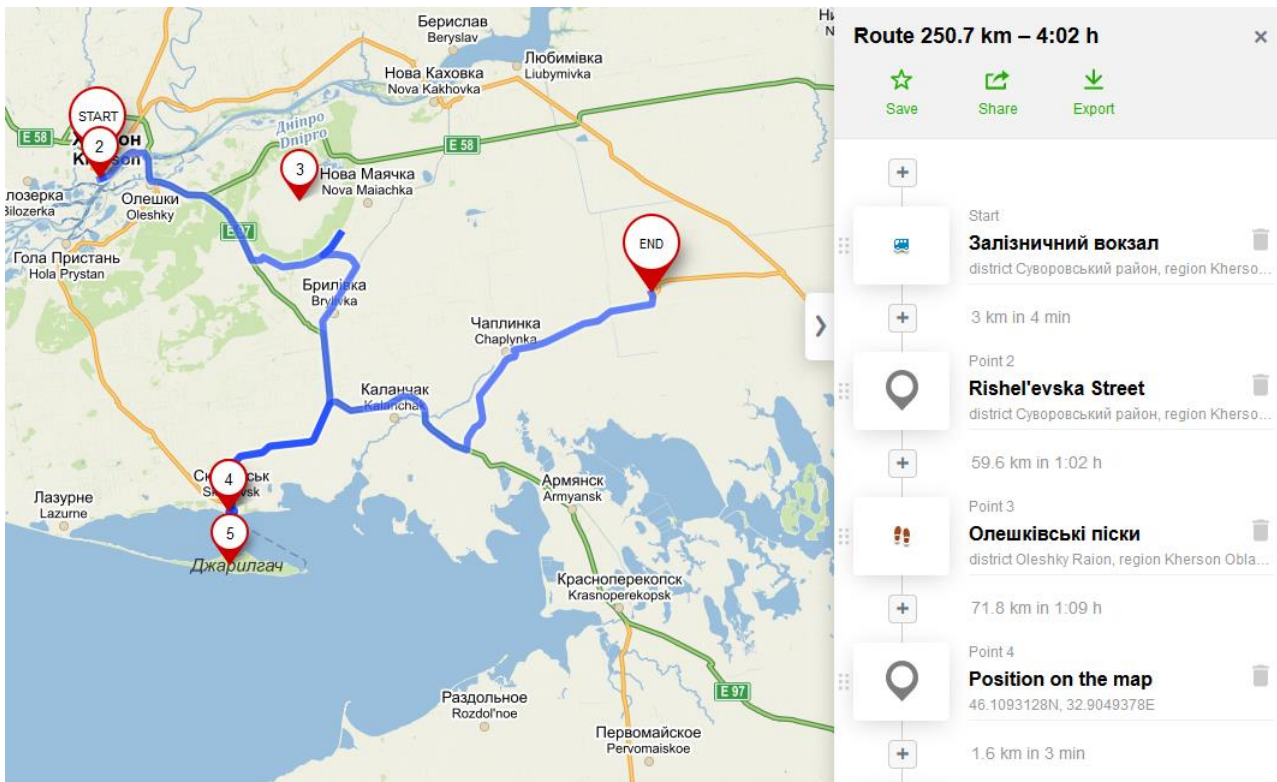 Берислав
Beryslav
Любимівка
Liubymivka
Нова Каховка
Nova Kakhovka
START
E 58
2
Дніпро
Dnipro
E 58
3
Нова Маячка
Nova Maiachka
Олешки
Oleshky
E 97
END
Гола Пристань
Hola Prystan
Брилівка
Brylivka
Чаплинка
Chaplynka
Каланчак
Kalanchak
4
Лазурне
Lazurne
5
Джарилгач
Армянск
Armyansk
Красноперекопск
Krasnoperekopsk
E 97
Раздольное
Rozdol'noe
Первомайское
Pervomaiskoe
Route 250.7 km – 4:02 h
Save
Share
Export
Start
Залізничний вокзал
district Суворовський район, region Kherso...
3 km in 4 min
Point 2
Rishel'evska Street
district Суворовський район, region Kherso...
59.6 km in 1:02 h
Point 3
Олешківські піски
district Oleshky Raion, region Kherson Obla...
71.8 km in 1:09 h
Point 4
Position on the map
46.1093128N, 32.9049378E
1.6 km in 3 min